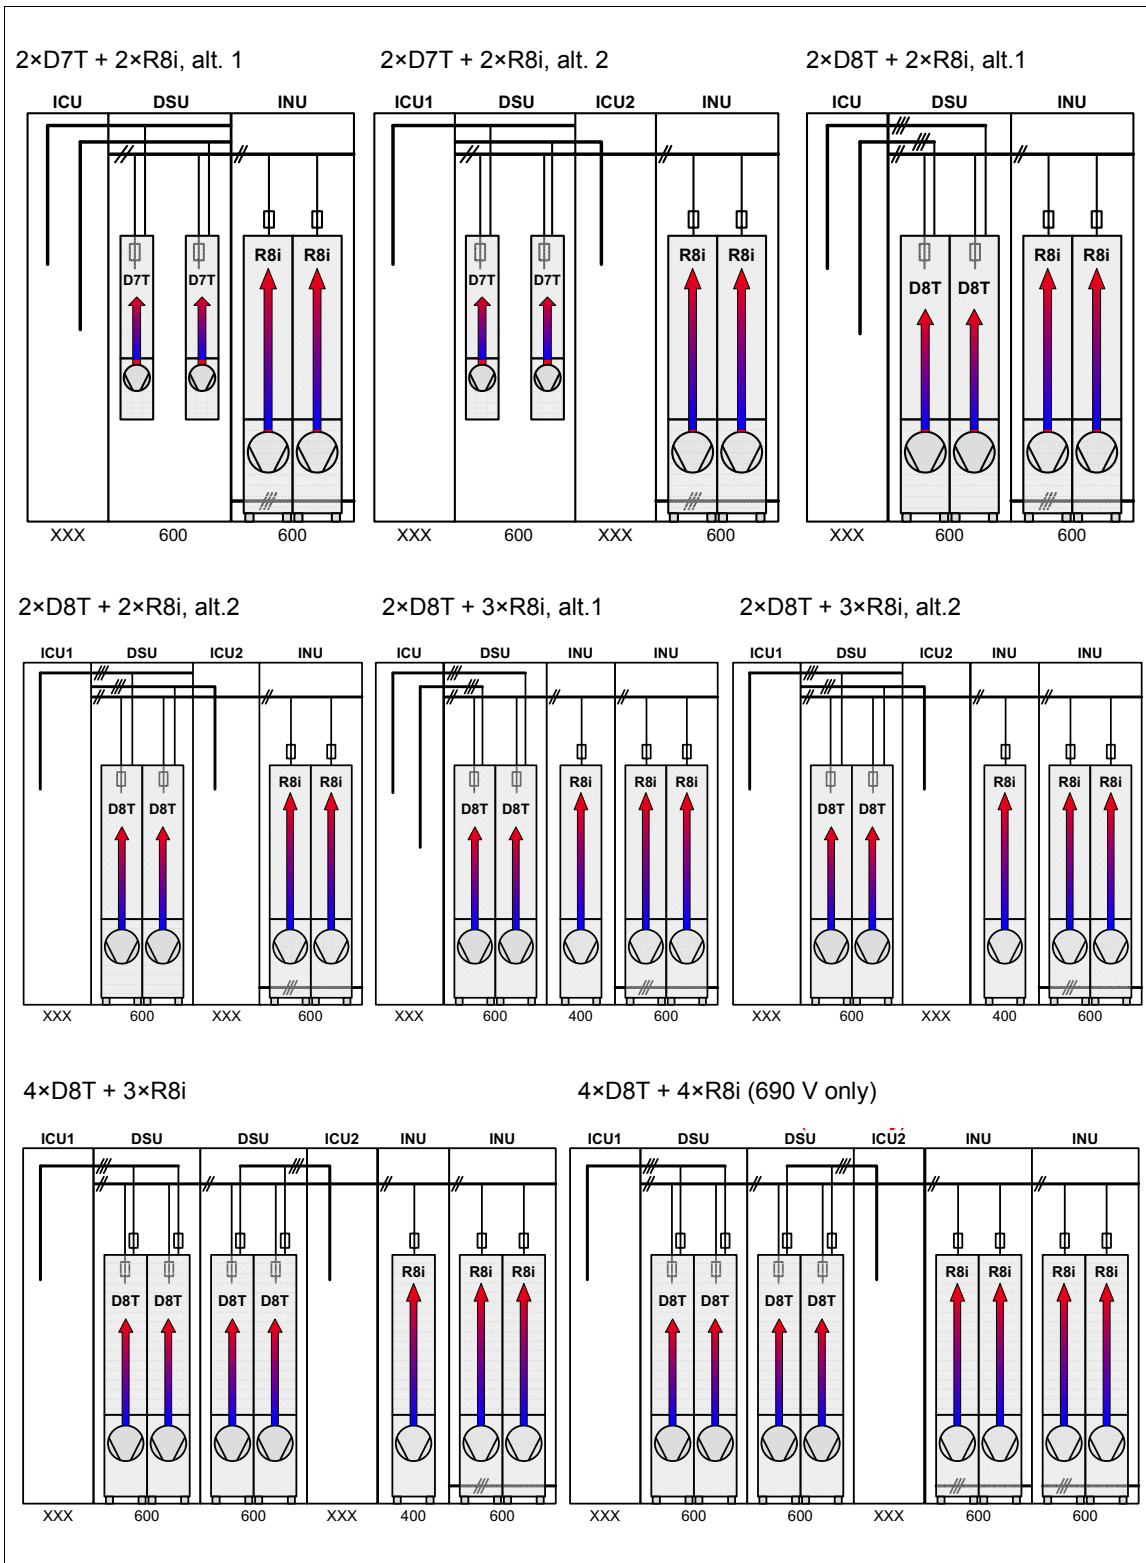 2×D7T + 2×R8i, alt. 1
2×D7T + 2×R8i, alt. 2
2×D8T + 2×R8i, alt.1
ICU DSU INU
ICU1 DSU ICU2 INU
ICU DSU INU
R8i R8i
R8i R8i
R8i R8i
D7T D7T
D7T D7T
D8T D8T
XXX 600 600
XXX 600 XXX 600
XXX 600 600
2×D8T + 2×R8i, alt.2
2×D8T + 3×R8i, alt.1
2×D8T + 3×R8i, alt.2
ICU1 DSU ICU2 INU
ICU DSU INU INU
ICU1 DSU ICU2 INU INU
R8i R8i
R8i R8i R8i
R8i R8i R8i
D8T D8T
D8T D8T
D8T D8T
XXX 600 XXX 600
XXX 600 400 600
XXX 600 XXX 400 600
4×D8T + 3×R8i
4×D8T + 4×R8i (690 V only)
ICU1 DSU DSU ICU2 INU INU
ICU1 DSU DSU ICU2 INU INU
R8i R8i R8i
R8i R8i R8i R8i
D8T D8T D8T D8T
D8T D8T D8T D8T
XXX 600 600 XXX 400 600
XXX 600 600 XXX 600 600